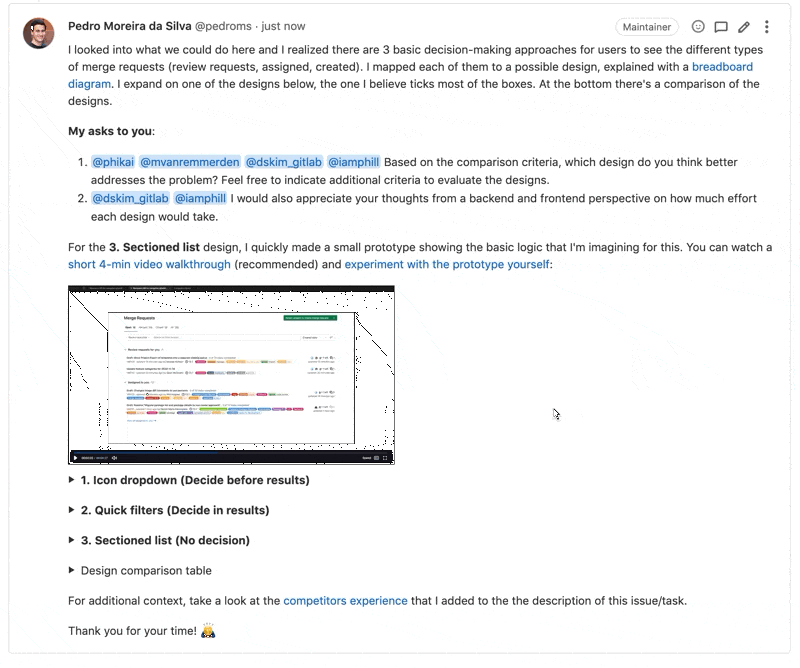 Pedro Moreira da Silva @pedroms · just now
Maintainer
I looked into what we could do here and I realized there are 3 basic decision-making approaches for users to see the different types
of merge requests (review requests, assigned, created). I mapped each of them to a possible design, explained with a breadboard
diagram. I expand on one of the designs below, the one I believe ticks most of the boxes. At the bottom there's a comparison of the
designs.
My asks to you:
1. @phikai @mvanremmerden @dskim_gitlab @iamphill Based on the comparison criteria, which design do you think better
addresses the problem? Feel free to indicate additional criteria to evaluate the designs.
2. @dskim_gitlab @iamphill I would also appreciate your thoughts from a backend and frontend perspective on how much effort
each design would take.
For the 3. Sectioned list design, I quickly made a small prototype showing the basic logic that I'm imagining for this. You can watch a
short 4-min video walkthrough (recommended) and experiment with the prototype yourself:
Merge Requests
1. Icon dropdown (Decide before results)
2. Quick filters (Decide in results)
3. Sectioned list (No decision)
Design comparison table
For additional context, take a look at the competitors experience that I added to the the description of this issue/task.
Thank you for your time!